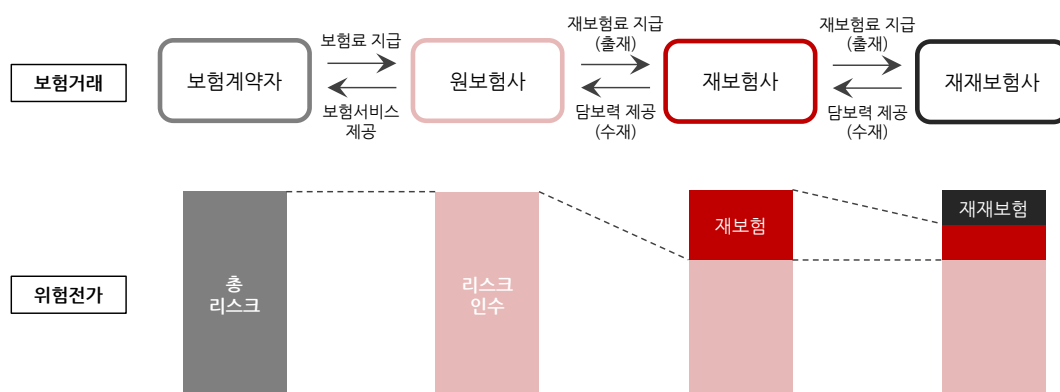 보험거래
보험계약자
보험료 지급
보험서비스
제공
원보험사
재보험료 지급
(출재)
담보력 제공
(수재)
재보험사
재보험료 지급
(출재)
담보력 제공
(수재)
재재보험사
위험전가
총
리스크
리스크
인수
재보험
재재보험